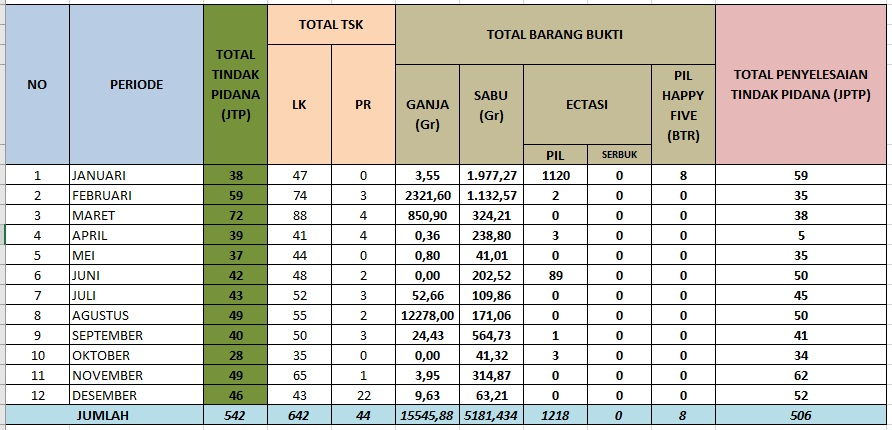 NO PERIODE TOTAL TINDAK PIDANA (JTP) TOTAL TSK TOTAL BARANG BUKTI TOTAL PENYELESAIAN TINDAK PIDANA (JPTP)
LK PR GANJA (Gr) SABU (Gr) ECTASI PIL HAPPY FIVE (BTR)
PIL SERBUK
1 JANUARI 38 47 0 3,55 1.977,27 1120 0 8 59
2 FEBRUARI 59 74 3 2321,60 1.132,57 2 0 0 35
3 MARET 72 88 4 850,90 324,21 0 0 0 38
4 APRIL 39 41 4 0,36 238,80 3 0 0 5
5 MEI 37 44 0 0,80 41,01 0 0 0 35
6 JUNI 42 48 2 0,00 202,52 89 0 0 50
7 JULI 43 52 3 52,66 109,86 0 0 0 45
8 AGUSTUS 49 55 2 12278,00 171,06 0 0 0 50
9 SEPTEMBER 40 50 3 24,43 564,73 1 0 0 41
10 OKTOBER 28 35 0 0,00 41,32 3 0 0 34
11 NOVEMBER 49 65 1 3,95 314,87 0 0 0 62
12 DESEMBER 46 43 22 9,63 63,21 0 0 0 52
JUMLAH 542 642 44 15545,88 5181,434 1218 0 8 506